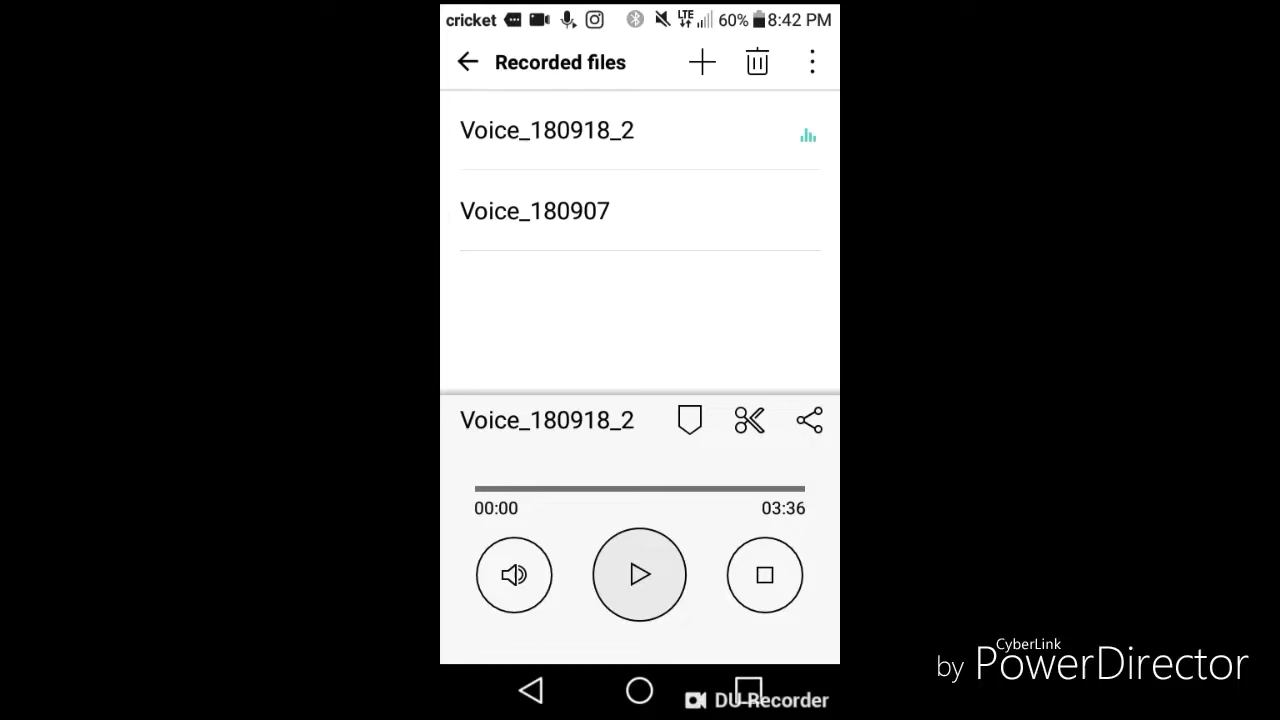 cricket 60% 8:42 PM
LTE
Recorded files
Voice_180918_2
Voice_180907
Voice_180918_2
00:00 03:36
CyberLink
by PowerDirector
DU Recorder